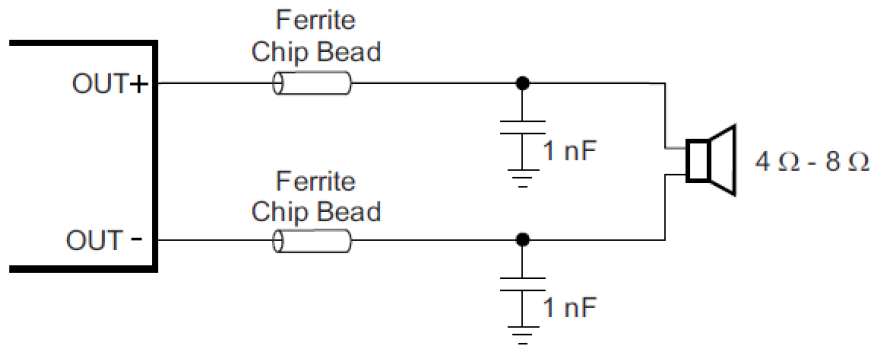 Ferrite
Chip Bead
OUT+
1 nF
4 Ω - 8 Ω
Ferrite
Chip Bead
OUT -
1 nF